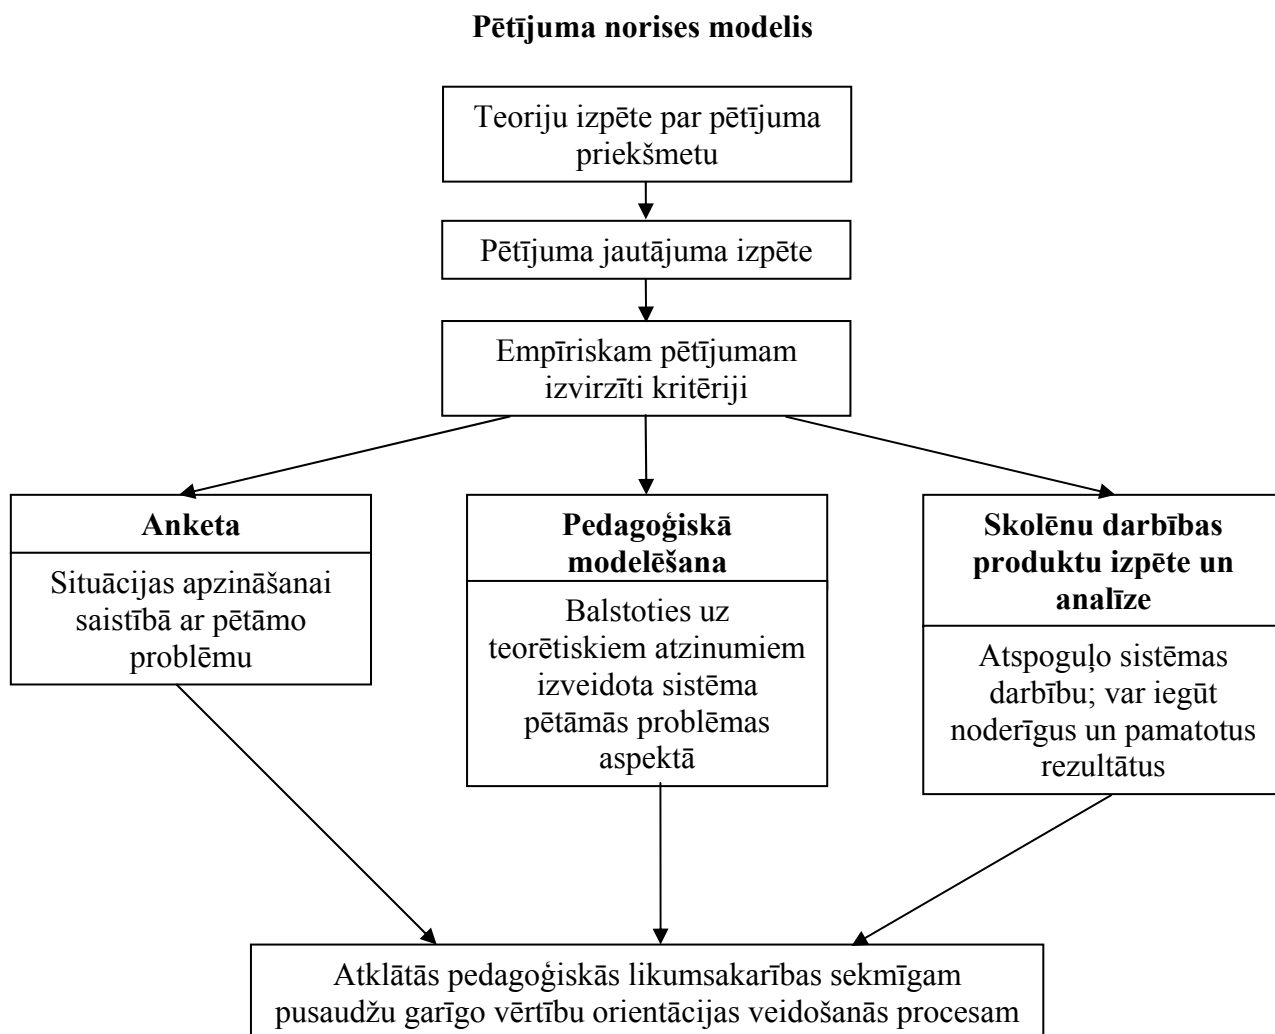 Pētījuma norises modelis
Teoriju izpēte par pētījuma
priekšmetu
Pētījuma jautājuma izpēte
Empīriskam pētījumam
izvirzīti kritēriji
Anketa
Situācijas apzināšanai
saistībā ar pētāmo
problēmu
Pedagoģiskā
modelēšana
Balstoties uz
teorētiskiem atzinumiem
izveidota sistēma
pētāmās problēmas
aspektā
Skolēnu darbības
produktu izpēte un
analīze
Atspoguļo sistēmas
darbību; var iegūt
noderīgus un pamatotus
rezultātus
Atklātās pedagoģiskās likumsakarības sekmīgam
pusaudžu garīgo vērtību orientācijas veidošanās procesam